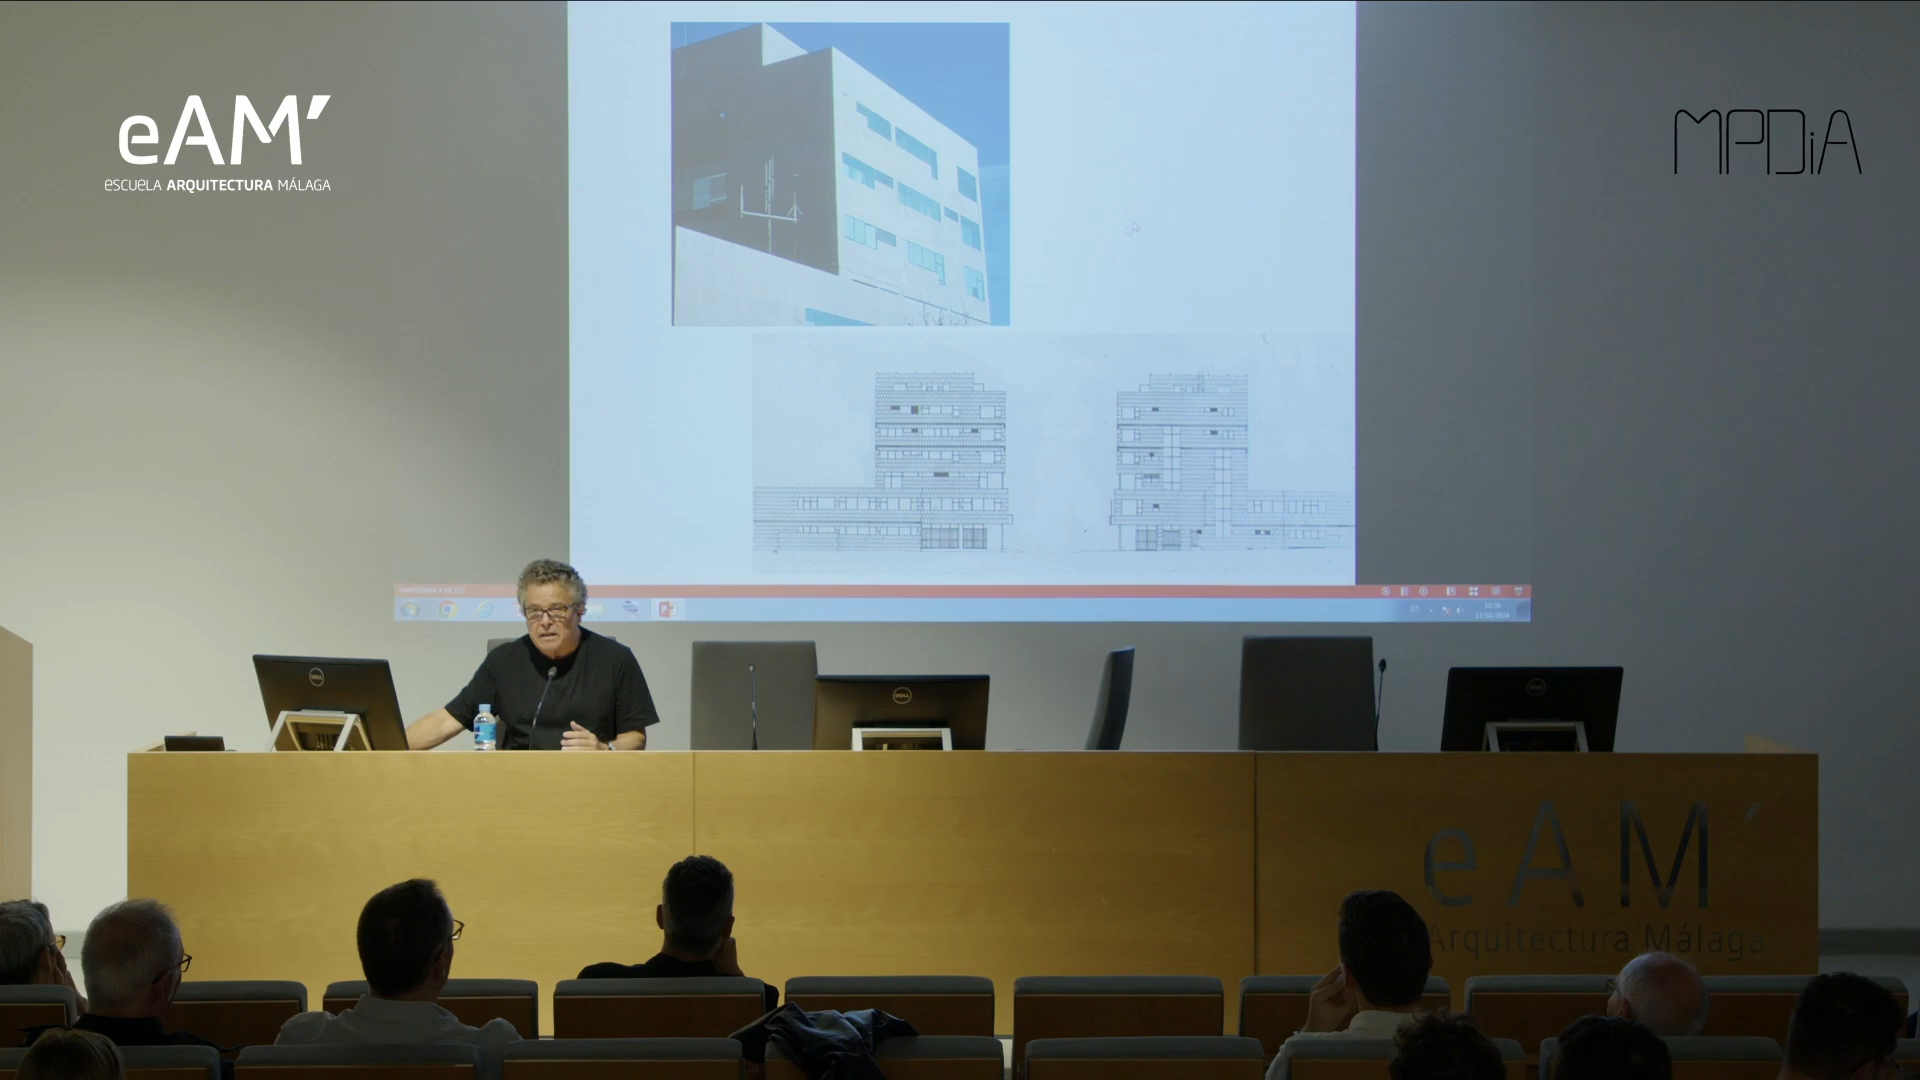 eAM'
ESCUELA ARQUITECTURA MÁLAGA
MPDiA
DELL
DELL
DELL
eAM'
Arquitectura Málaga